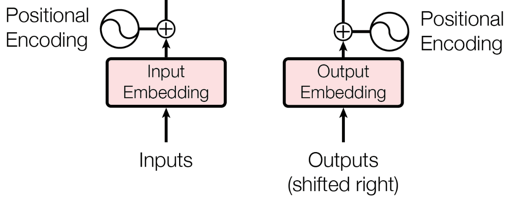 Positional
Encoding
Input
Embedding
Inputs
Positional
Encoding
Output
Embedding
Outputs
(shifted right)